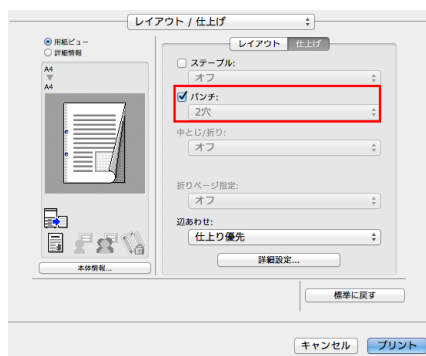 レイアウト / 仕上げ
用紙ビュー
詳細情報
A4
A4
本体情報...
レイアウト
仕上げ
ステープル:
オフ
パンチ:
2穴
中とじ/折り:
オフ
折りページ指定:
オフ
辺あわせ:
仕上り優先
詳細設定...
標準に戻す
キャンセル
プリント